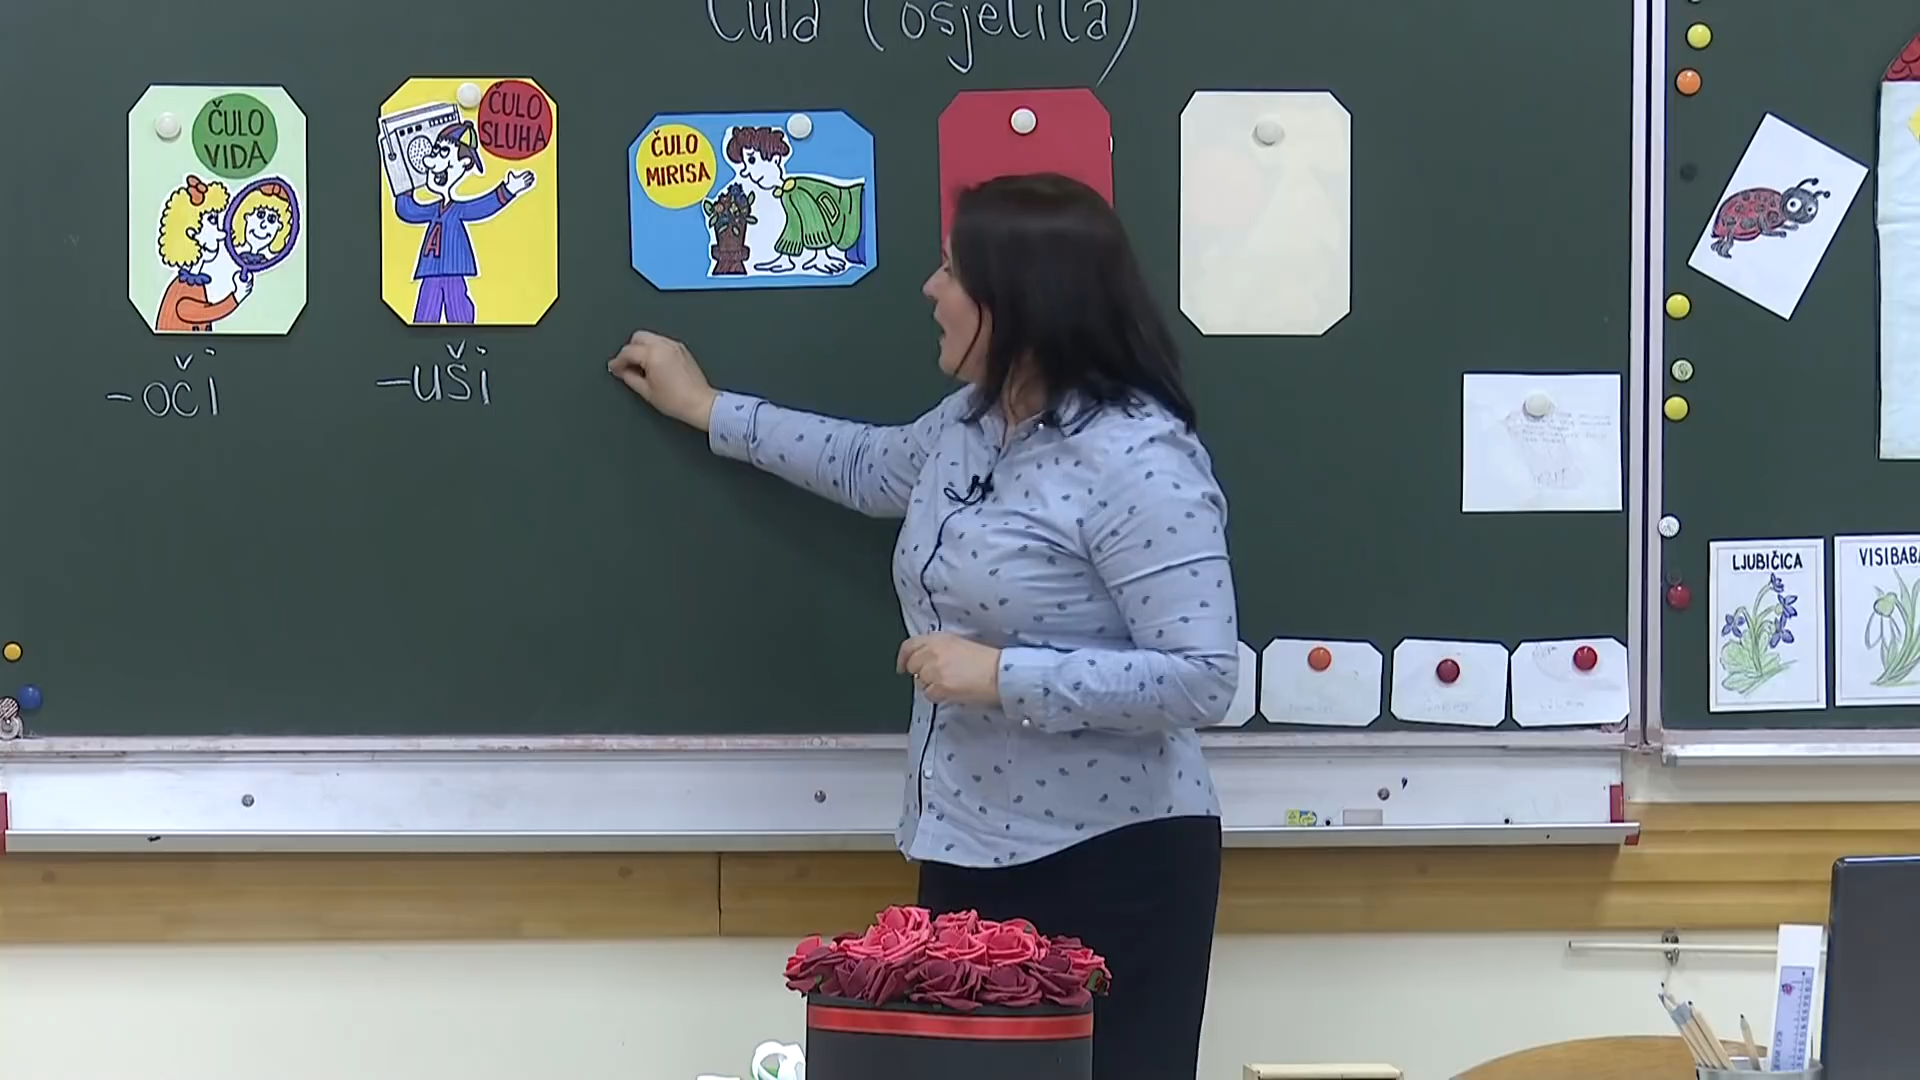 Čula (osjetila)
ČULO
VIDA
ČULO
SLUHA
A
ČULO
MIRISA
-oči
-uši
LJUBIČICA
VISIBABA